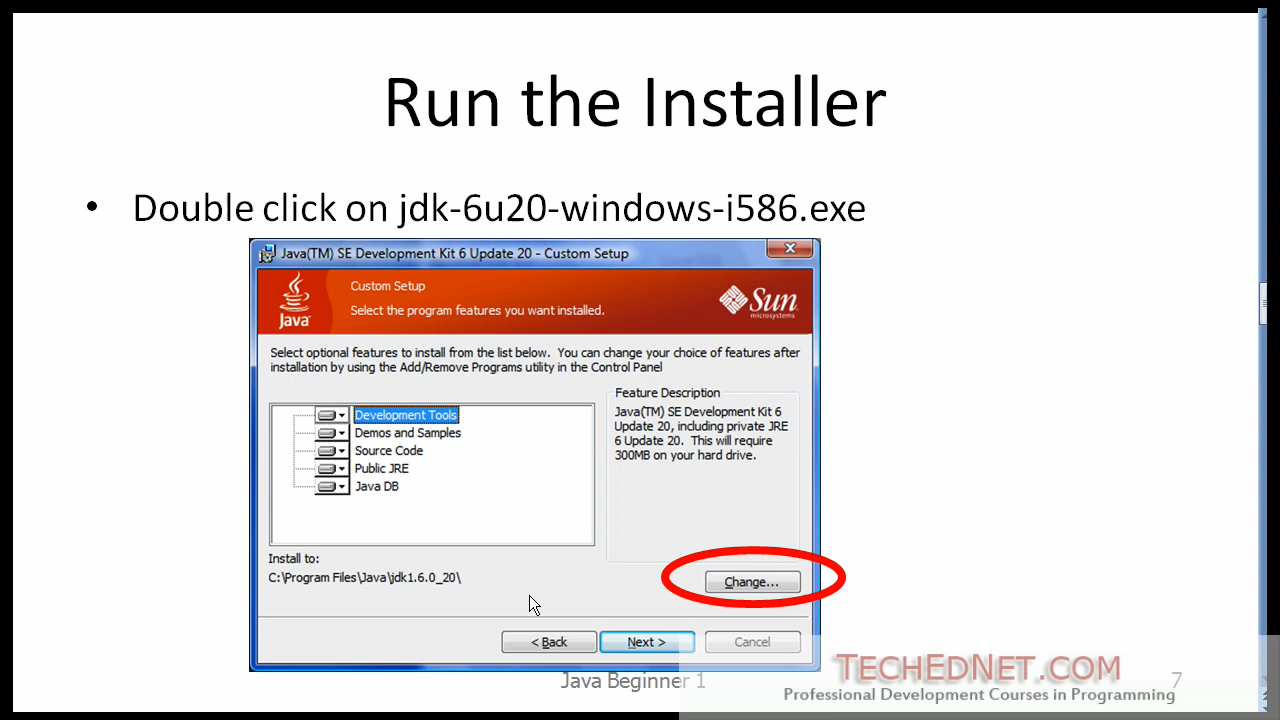 Run the Installer
• Double click on jdk-6u20-windows-i586.exe
Java(TM) SE Development Kit 6 Update 20 - Custom Setup
Custom Setup
Select the program features you want installed.
Java
Sun
microsystems
Select optional features to install from the list below. You can change your choice of features after
installation by using the Add/Remove Programs utility in the Control Panel
Development Tools
Demos and Samples
Source Code
Public JRE
Java DB
Feature Description
Java(TM) SE Development Kit 6
Update 20, including private JRE
6 Update 20. This will require
300MB on your hard drive.
Install to:
C:\Program Files\Java\jdk1.6.0_20\
Change...
< Back
Next >
Cancel
Java Beginner 1
TECHEDNET.COM
Professional Development Courses in Programming
7